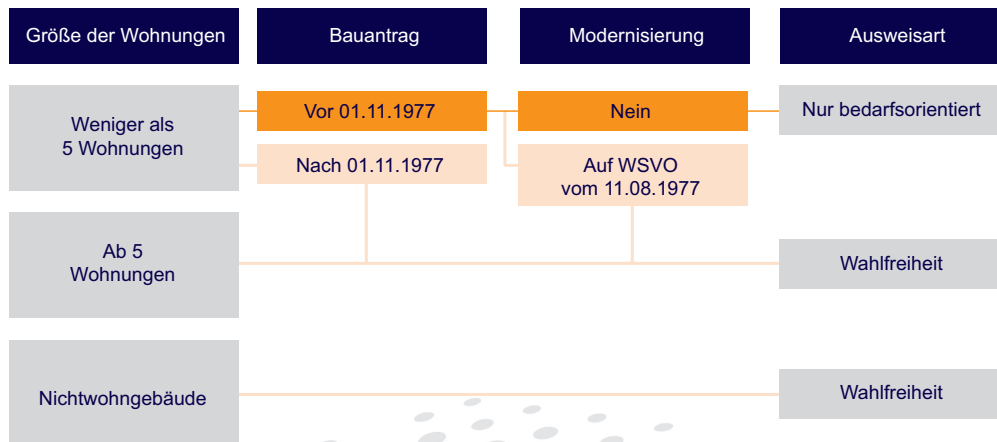 Größe der Wohnungen
Bauantrag
Modernisierung
Ausweisart
Weniger als
5 Wohnungen
Vor 01.11.1977
Nein
Nur bedarfsorientiert
Nach 01.11.1977
Auf WSVO
vom 11.08.1977
Ab 5
Wohnungen
Wahlfreiheit
Nichtwohngebäude
Wahlfreiheit